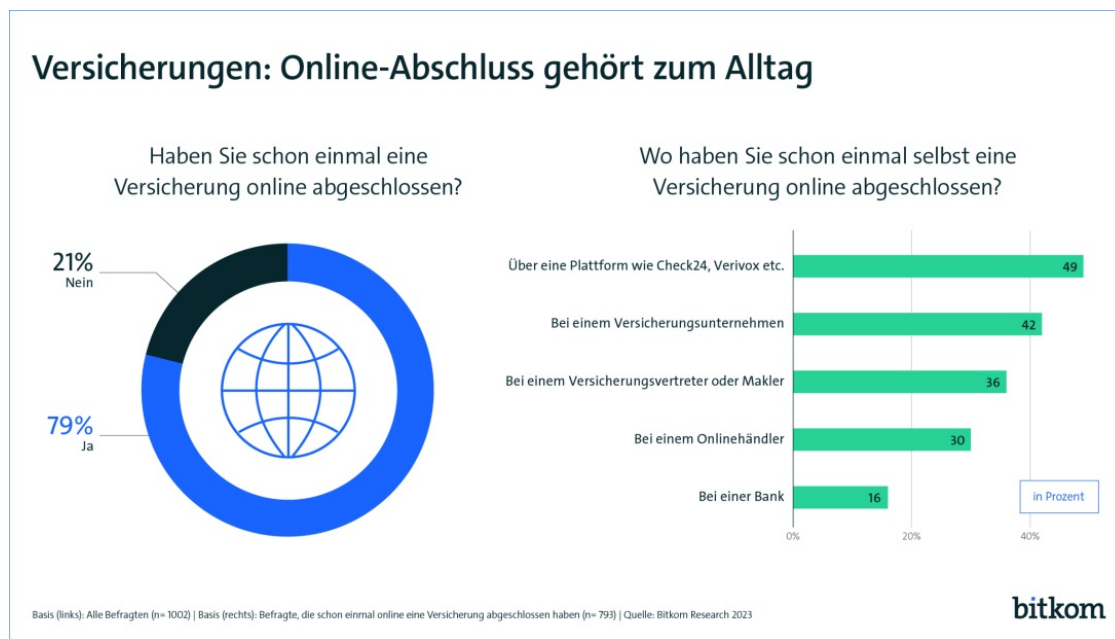 Versicherungen: Online-Abschluss gehört zum Alltag
Haben Sie schon einmal eine
Versicherung online abgeschlossen?
21%
Nein
79%
Ja
Wo haben Sie schon einmal selbst eine
Versicherung online abgeschlossen?
Über eine Plattform wie Check24, Verivox etc.
49
Bei einem Versicherungsunternehmen
42
Bei einem Versicherungsvertreter oder Makler
36
Bei einem Onlinehändler
30
Bei einer Bank
16
in Prozent
0%
20%
40%
Basis (links): Alle Befragten (n= 1002) | Basis (rechts): Befragte, die schon einmal online eine Versicherung abgeschlossen haben (n= 793) | Quelle: Bitkom Research 2023
bitkom